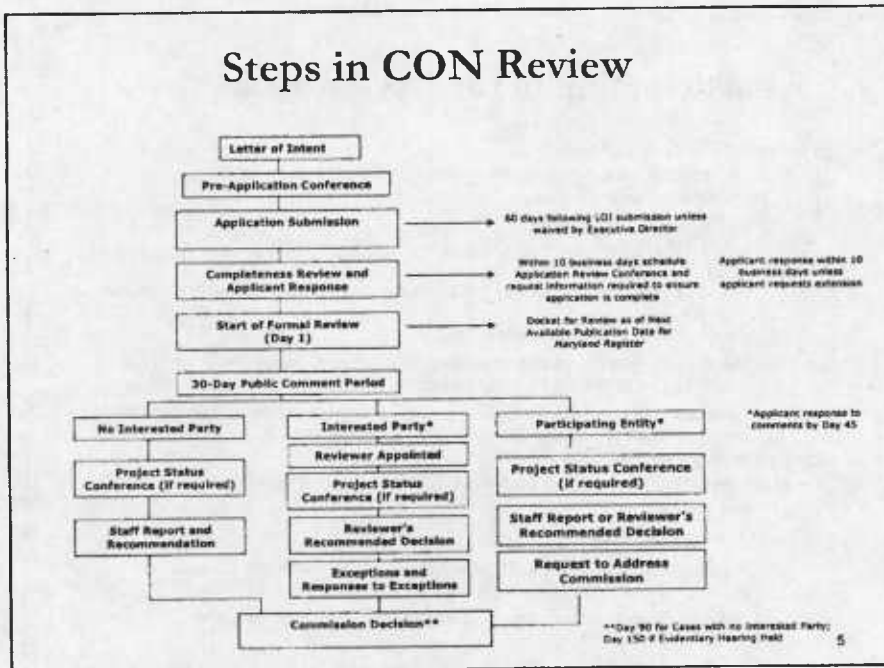 Steps in CON Review
Letter of Intent
Pre-Application Conference
Application Submission
60 days following LOI submission unless
waived by Executive Director
Completeness Review and
Applicant Response
Within 10 business days schedule
Application Review Conference and
request information required to ensure
application is complete
Applicant response within 10
business days unless
applicant requests extension
Start of Formal Review
(Day 1)
Docket for Review as of Next
Available Publication Date for
Maryland Register
30-Day Public Comment Period
No Interested Party
Interested Party*
Participating Entity*
*Applicant response to
comments by Day 45
Reviewer Appointed
Project Status
Conference (if required)
Project Status
Conference (if required)
Project Status Conference
(if required)
Staff Report and
Recommendation
Reviewer's
Recommended Decision
Staff Report or Reviewer's
Recommended Decision
Exceptions and
Responses to Exceptions
Request to Address
Commission
Commission Decision**
**Day 90 for Cases with no Interested Party;
Day 150 if Evidentiary Hearing Held
5